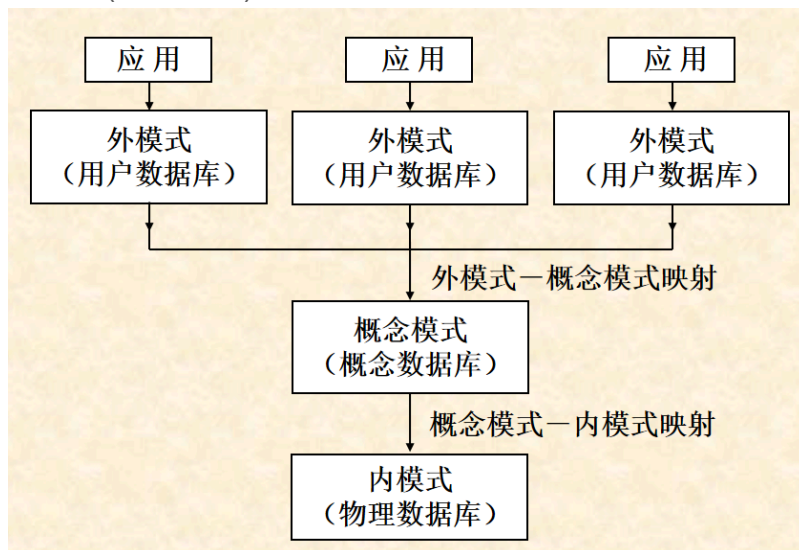 应 用
应 用
应 用
外模式
（用户数据库）
外模式
（用户数据库）
外模式
（用户数据库）
外模式－概念模式映射
概念模式
（概念数据库）
概念模式－内模式映射
内模式
（物理数据库）